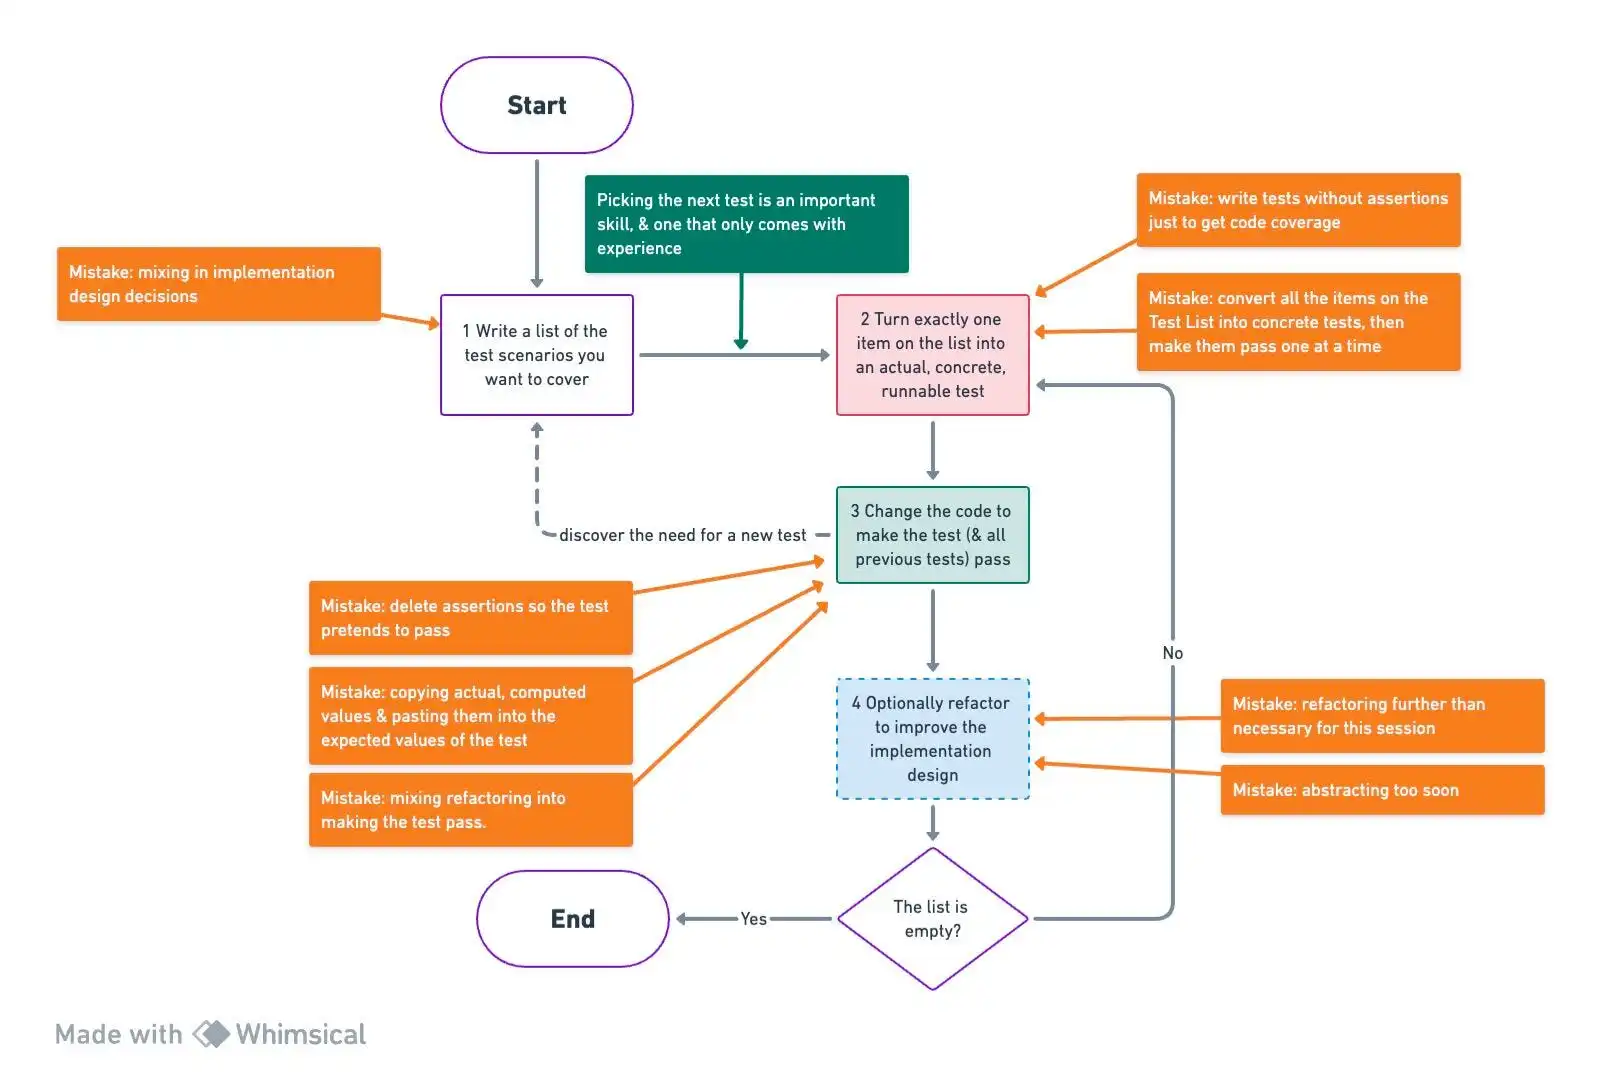 Start
Picking the next test is an important
skill, & one that only comes with
experience
Mistake: write tests without assertions
just to get code coverage
Mistake: mixing in implementation
design decisions
Mistake: convert all the items on the
Test List into concrete tests, then
make them pass one at a time
1 Write a list of the
test scenarios you
want to cover
2 Turn exactly one
item on the list into
an actual, concrete,
runnable test
discover the need for a new test
3 Change the code to
make the test (& all
previous tests) pass
Mistake: delete assertions so the test
pretends to pass
Mistake: copying actual, computed
values & pasting them into the
expected values of the test
Mistake: mixing refactoring into
making the test pass.
No
4 Optionally refactor
to improve the
implementation
design
Mistake: refactoring further than
necessary for this session
Mistake: abstracting too soon
The list is
empty?
Yes
End
Made with Whimsical